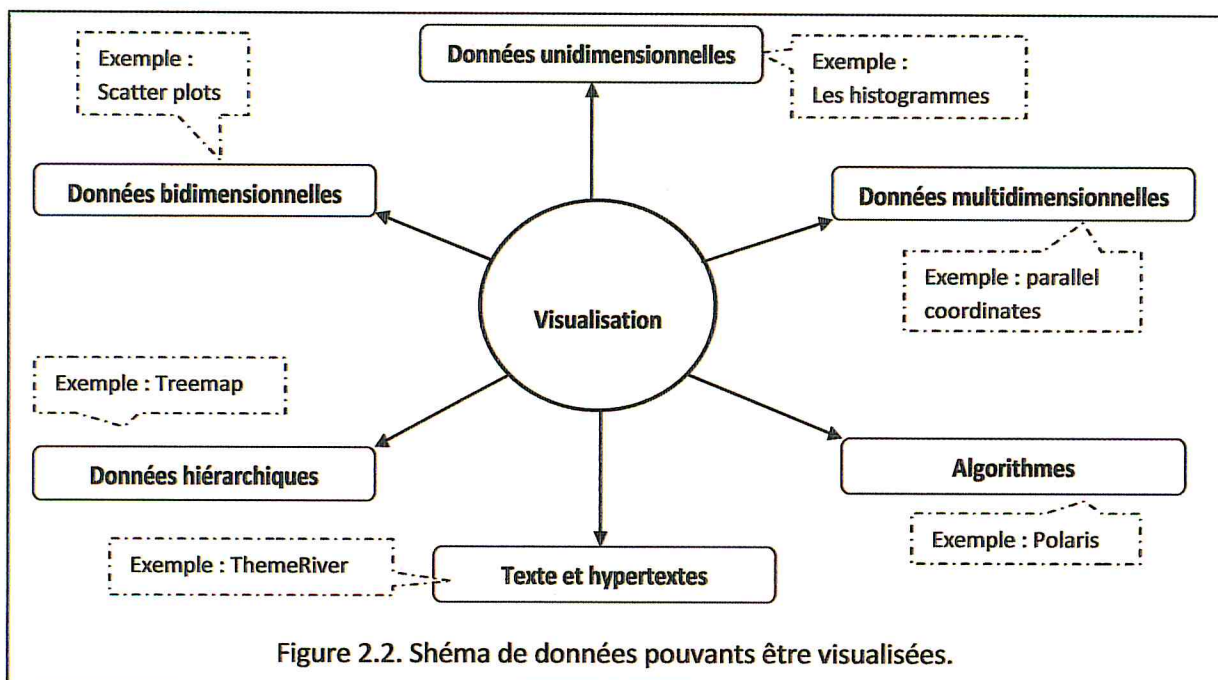 Données unidimensionnelles
Exemple :
Les histogrammes
Exemple :
Scatter plots
Données bidimensionnelles
Données multidimensionnelles
Exemple : parallel
coordinates
Visualisation
Exemple : Treemap
Données hiérarchiques
Algorithmes
Exemple : Polaris
Exemple : ThemeRiver
Texte et hypertextes
Figure 2.2. Shéma de données pouvants être visualisées.